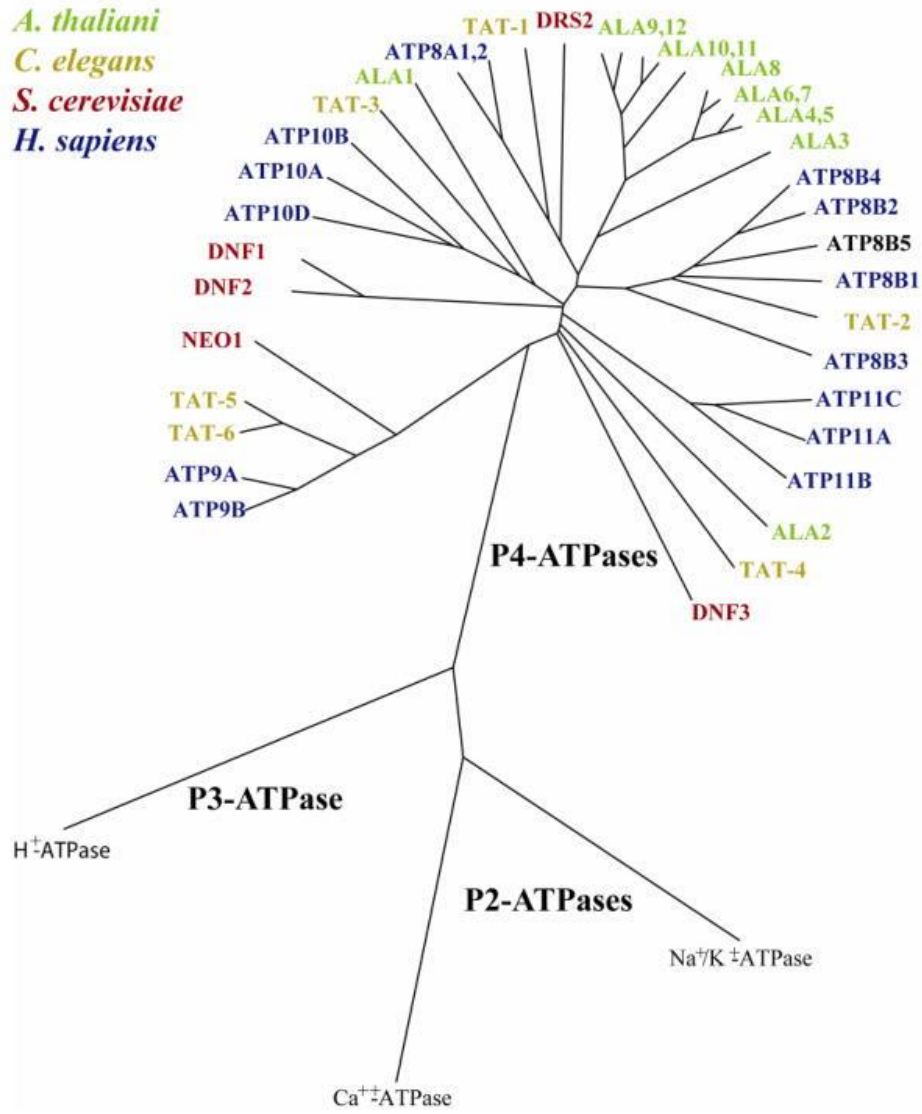 A. thaliani
C. elegans
S. cerevisiae
H. sapiens
TAT-1
DRS2
ALA9,12
ATP8A1,2
ALA10,11
ALA1
ALA8
TAT-3
ALA6,7
ATP10B
ALA4,5
ALA3
ATP10A
ATP8B4
ATP10D
ATP8B2
DNF1
ATP8B5
DNF2
ATP8B1
TAT-2
NEO1
ATP8B3
TAT-5
ATP11C
TAT-6
ATP11A
ATP9A
ATP11B
ATP9B
ALA2
P4-ATPases
TAT-4
DNF3
P3-ATPase
H+-ATPase
P2-ATPases
Na+/K+-ATPase
Ca++-ATPase